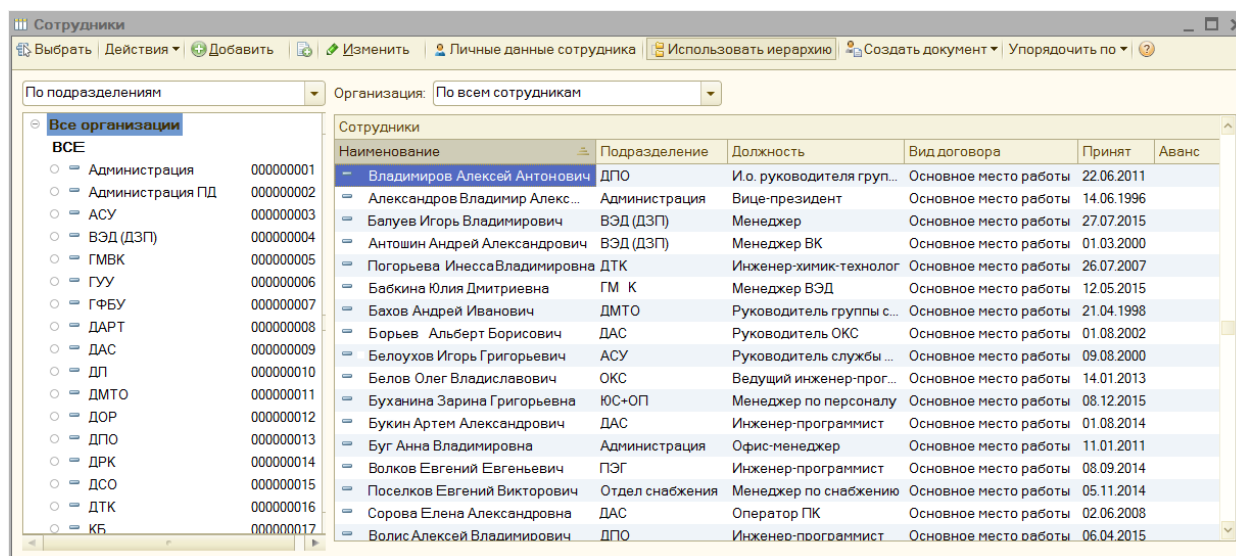 Сотрудники
Выбрать Действия Добавить Изменить Личные данные сотрудника Использовать иерархию Создать документ Упорядочить по
По подразделениям Организация: По всем сотрудникам
Все организации
ВСЕ
Администрация 000000001
Администрация ПД 000000002
АСУ 000000003
ВЭД (ДЗП) 000000004
ГМВК 000000005
ГУУ 000000006
ГФБУ 000000007
ДАРТ 000000008
ДАС 000000009
ДП 000000010
ДМТО 000000011
ДОР 000000012
ДПО 000000013
ДРК 000000014
ДСО 000000015
ДТК 000000016
КБ 000000017
Сотрудники
Наименование Подразделение Должность Вид договора Принят Аванс
Владимиров Алексей Антонович ДПО И.о. руководителя груп... Основное место работы 22.06.2011
Александров Владимир Алекс... Администрация Вице-президент Основное место работы 14.06.1996
Балуев Игорь Владимирович ВЭД (ДЗП) Менеджер Основное место работы 27.07.2015
Антошин Андрей Александрович ВЭД (ДЗП) Менеджер ВК Основное место работы 01.03.2000
Погорьева Инесса Владимировна ДТК Инженер-химик-технолог Основное место работы 26.07.2007
Бабкина Юлия Дмитриевна ГМ К Менеджер ВЭД Основное место работы 12.05.2015
Бахов Андрей Иванович ДМТО Руководитель группы с... Основное место работы 21.04.1998
Борьев Альберт Борисович ДАС Руководитель ОКС Основное место работы 01.08.2002
Белоухов Игорь Григорьевич АСУ Руководитель службы ... Основное место работы 09.08.2000
Белов Олег Владиславович ОКС Ведущий инженер-прог... Основное место работы 14.01.2013
Буханина Зарина Григорьевна ЮС+ОП Менеджер по персоналу Основное место работы 08.12.2015
Букин Артем Александрович ДАС Инженер-программист Основное место работы 01.08.2014
Буг Анна Владимировна Администрация Офис-менеджер Основное место работы 11.01.2011
Волков Евгений Евгеньевич ПЭГ Инженер-программист Основное место работы 08.09.2014
Поселков Евгений Викторович Отдел снабжения Менеджер по снабжению Основное место работы 05.11.2014
Сорова Елена Александровна ДАС Оператор ПК Основное место работы 02.06.2008
Волис Алексей Владимирович ДПО Инженер-программист Основное место работы 06.04.2015